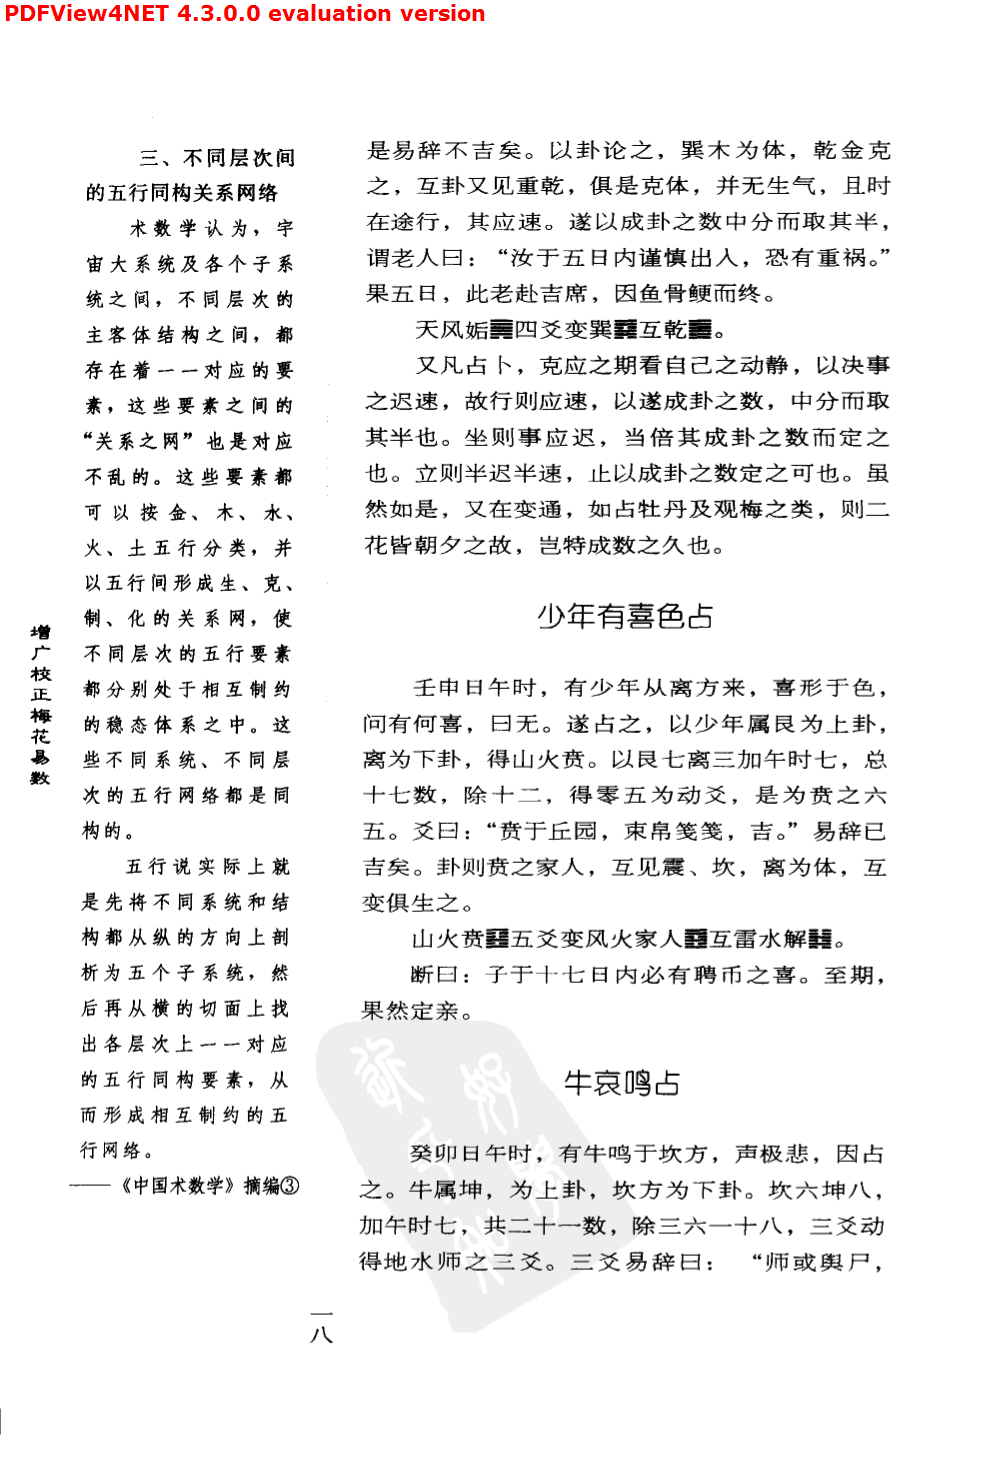 PDFView4NET 4.3.0.0 evaluation version
三、不同层次间
的五行同构关系网络
术数学认为，宇
宙大系统及各个子系
统之间，不同层次的
主客体结构之间，都
存在着一一对应的要
素，这些要素之间的
“关系之网”也是对应
不乱的。这些要素都
可以按金、木、水、
火、土五行分类，并
以五行间形成生、克、
制、化的关系网，使
不同层次的五行要素
都分别处于相互制约
的稳态体系之中。这
些不同系统、不同层
次的五行网络都是同
构的。
五行说实际上就
是先将不同系统和结
构都从纵的方向上剖
析为五个子系统，然
后再从横的切面上找
出各层次上一一对应
的五行同构要素，从
而形成相互制约的五
行网络。
——《中国术数学》摘编③
增广校正梅花易数
是易辞不吉矣。以卦论之，巽木为体，乾金克
之，互卦又见重乾，俱是克体，并无生气，且时
在途行，其应速。遂以成卦之数中分而取其半，
谓老人曰：“汝于五日内谨慎出入，恐有重祸。”
果五日，此老赴吉席，因鱼骨鲠而终。
天风姤䷫四爻变巽䷸互乾䷀。
又凡占卜，克应之期看自己之动静，以决事
之迟速，故行则应速，以遂成卦之数，中分而取
其半也。坐则事应迟，当倍其成卦之数而定之
也。立则半迟半速，止以成卦之数定之可也。虽
然如是，又在变通，如占牡丹及观梅之类，则二
花皆朝夕之故，岂特成数之久也。
少年有喜色占
壬申日午时，有少年从离方来，喜形于色，
问有何喜，曰无。遂占之，以少年属艮为上卦，
离为下卦，得山火贲。以艮七离三加午时七，总
十七数，除十二，得零五为动爻，是为贲之六
五。爻曰：“贲于丘园，束帛笺笺，吉。”易辞已
吉矣。卦则贲之家人，互见震、坎，离为体，互
变俱生之。
山火贲䷕五爻变风火家人䷤互雷水解䷧。
断曰：子于十七日内必有聘币之喜。至期，
果然定亲。
牛哀鸣占
癸卯日午时，有牛鸣于坎方，声极悲，因占
之。牛属坤，为上卦，坎方为下卦。坎六坤八，
加午时七，共二十一数，除三六一十八，三爻动
得地水师之三爻。三爻易辞曰：“师或舆尸，
一八